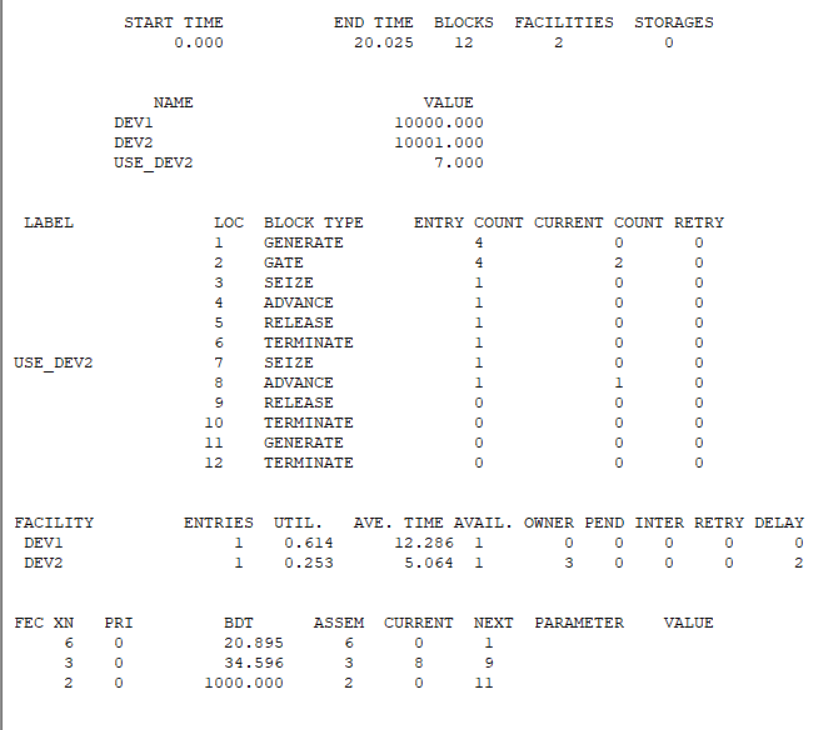 START TIME END TIME BLOCKS FACILITIES STORAGES
0.000 20.025 12 2 0
NAME VALUE
DEV1 10000.000
DEV2 10001.000
USE_DEV2 7.000
LABEL LOC BLOCK TYPE ENTRY COUNT CURRENT COUNT RETRY
1 GENERATE 4 0 0
2 GATE 4 2 0
3 SEIZE 1 0 0
4 ADVANCE 1 0 0
5 RELEASE 1 0 0
6 TERMINATE 1 0 0
USE_DEV2 7 SEIZE 1 0 0
8 ADVANCE 1 1 0
9 RELEASE 0 0 0
10 TERMINATE 0 0 0
11 GENERATE 0 0 0
12 TERMINATE 0 0 0
FACILITY ENTRIES UTIL. AVE. TIME AVAIL. OWNER PEND INTER RETRY DELAY
DEV1 1 0.614 12.286 1 0 0 0 0 0
DEV2 1 0.253 5.064 1 3 0 0 0 2
FEC XN PRI BDT ASSEM CURRENT NEXT PARAMETER VALUE
6 0 20.895 6 0 1
3 0 34.596 3 8 9
2 0 1000.000 2 0 11